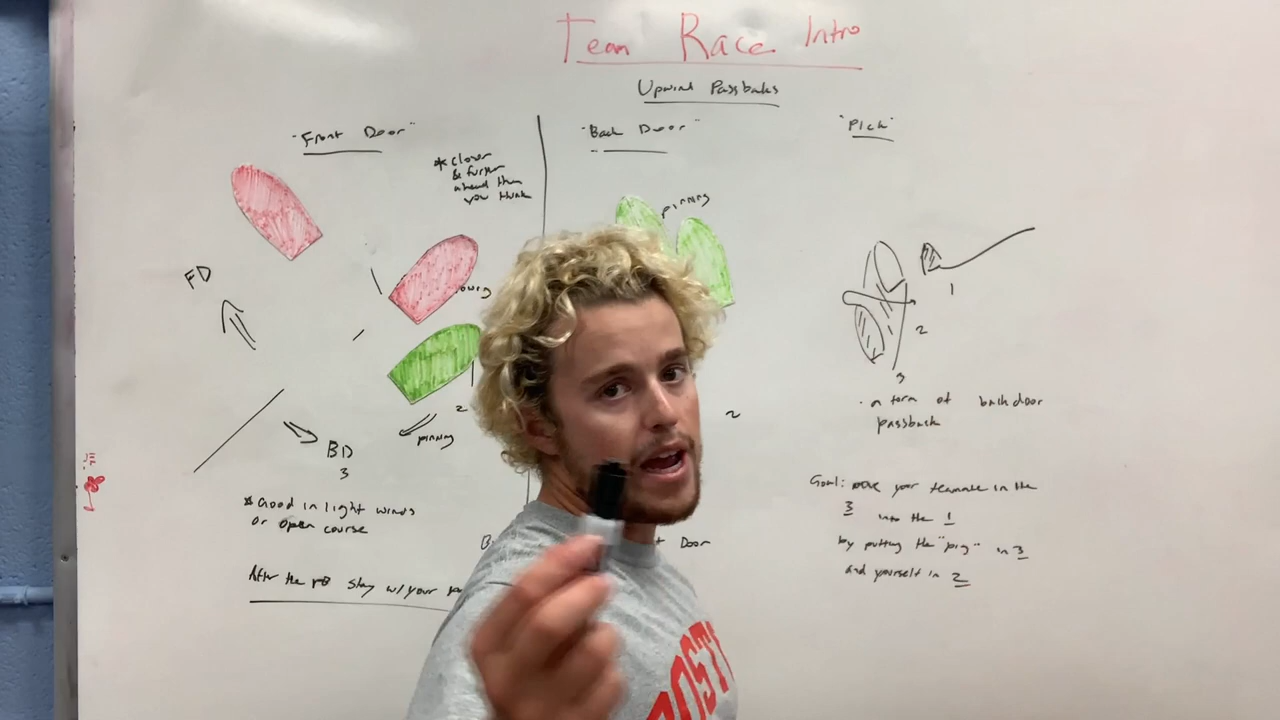 Team Race Intro
Upwind Passbacks
"Front Door"
* closer
& further
ahead then
you think
FD
2
pinning
BD
3
* Good in light winds
or open course
After the PB stay w/your
"Back Door"
pinning
2
Door
"Pick"
1
2
3
· a form of back door
passback
Goal: your teammate in the
3 into the 1
by putting the in 3
and yourself in 2